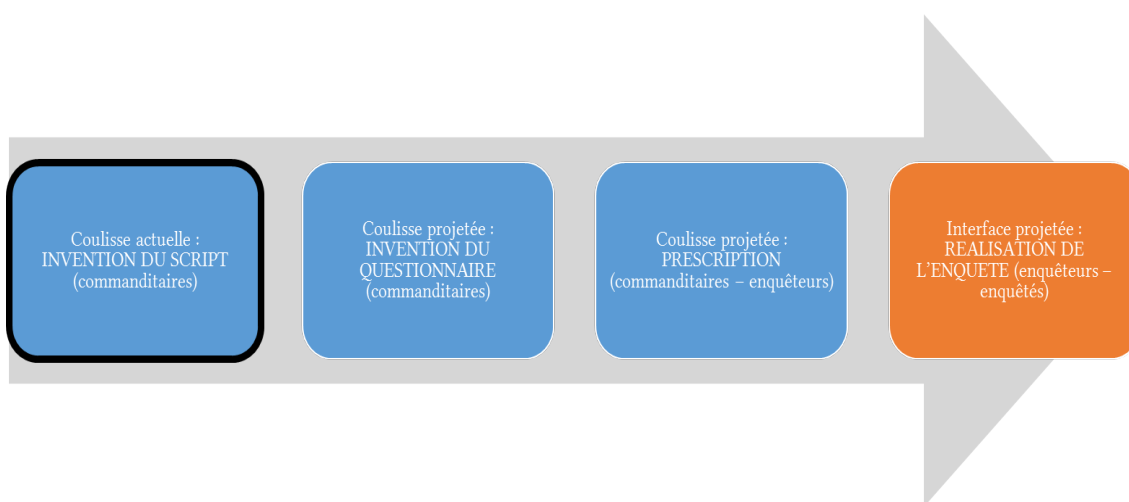 Coulisse actuelle :
INVENTION DU SCRIPT
(commanditaires)
Coulisse projetée :
INVENTION DU
QUESTIONNAIRE
(commanditaires)
Coulisse projetée :
PRESCRIPTION
(commanditaires – enquêteurs)
Interface projetée :
REALISATION DE
L’ENQUETE (enquêteurs –
enquêtés)